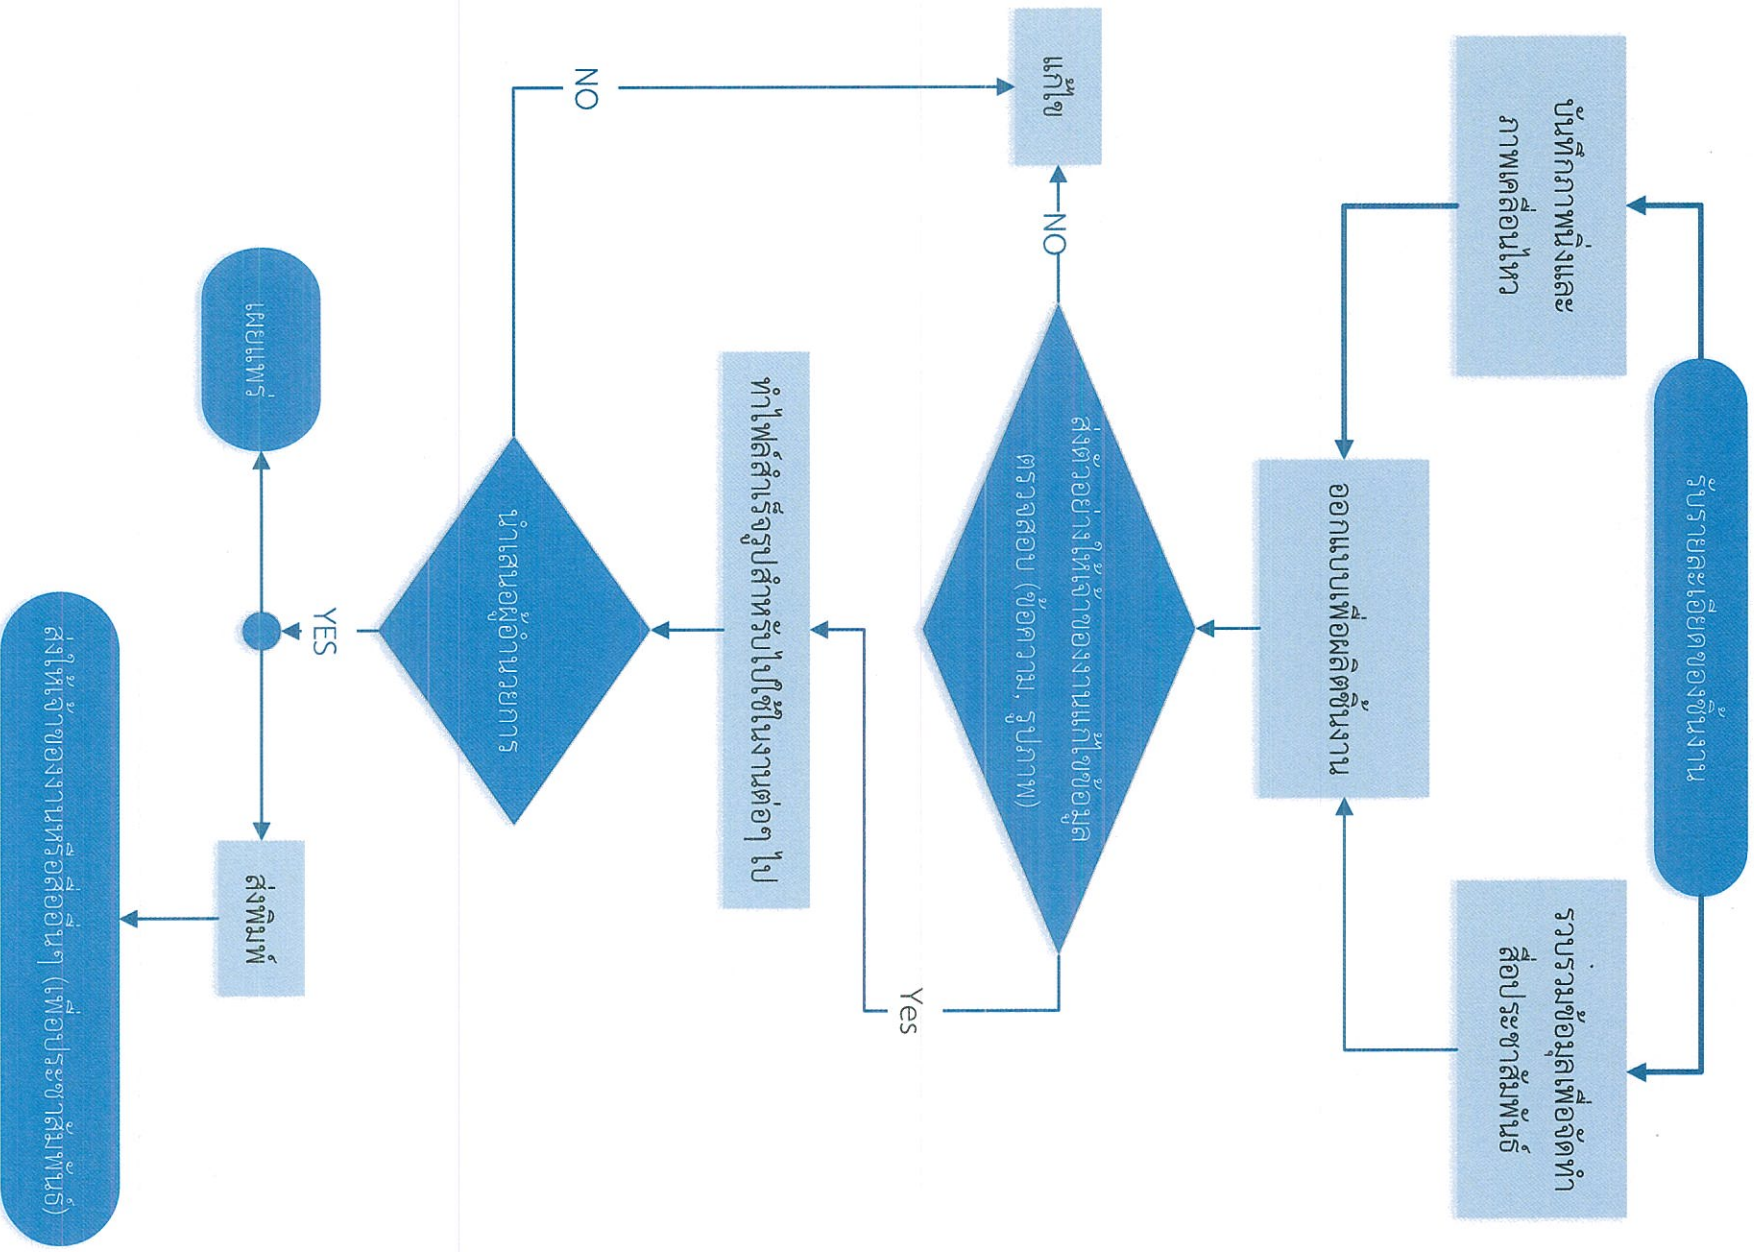 รับรายละเอียดของชิ้นงาน
บันทึกภาพนิ่งและ
ภาพเคลื่อนไหว
รวบรวมข้อมูลเพื่อจัดทำ
สื่อประชาสัมพันธ์
ออกแบบเพื่อผลิตชิ้นงาน
แก้ไข
NO
ส่งตัวอย่างให้เจ้าของงานแก้ไขข้อมูล
ตรวจสอบ (ข้อความ, รูปภาพ)
Yes
ทำไฟล์สำเร็จรูปสำหรับไปใช้ในงานต่อๆ ไป
NO
นำเสนอผู้อำนวยการ
YES
เผยแพร่
ส่งพิมพ์
ส่งให้เจ้าของงานหรือสื่ออื่นๆ (เพื่อประชาสัมพันธ์)